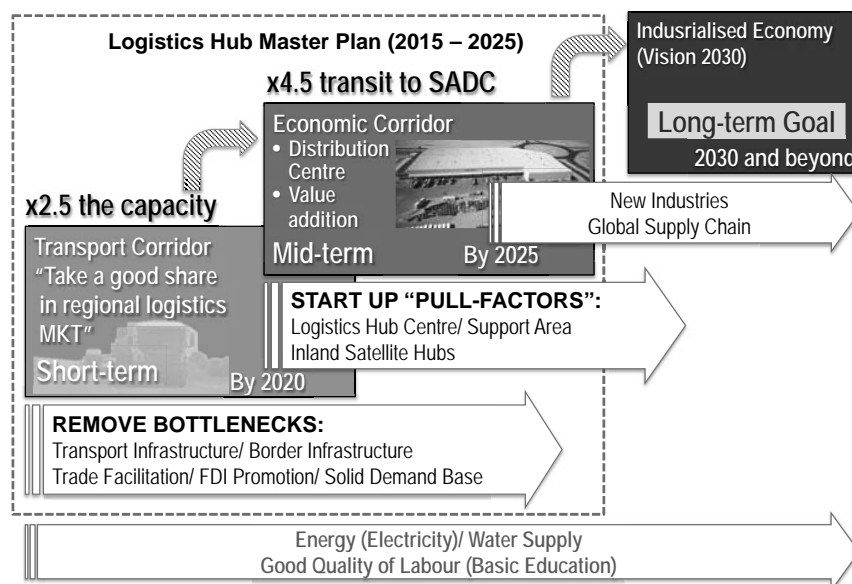 Logistics Hub Master Plan (2015 – 2025)
Indusrialised Economy
(Vision 2030)
Long-term Goal
2030 and beyond
x4.5 transit to SADC
Economic Corridor
• Distribution
Centre
• Value
addition
Mid-term
By 2025
New Industries
Global Supply Chain
x2.5 the capacity
Transport Corridor
“Take a good share
in regional logistics
MKT”
Short-term
By 2020
START UP “PULL-FACTORS”:
Logistics Hub Centre/ Support Area
Inland Satellite Hubs
REMOVE BOTTLENECKS:
Transport Infrastructure/ Border Infrastructure
Trade Facilitation/ FDI Promotion/ Solid Demand Base
Energy (Electricity)/ Water Supply
Good Quality of Labour (Basic Education)